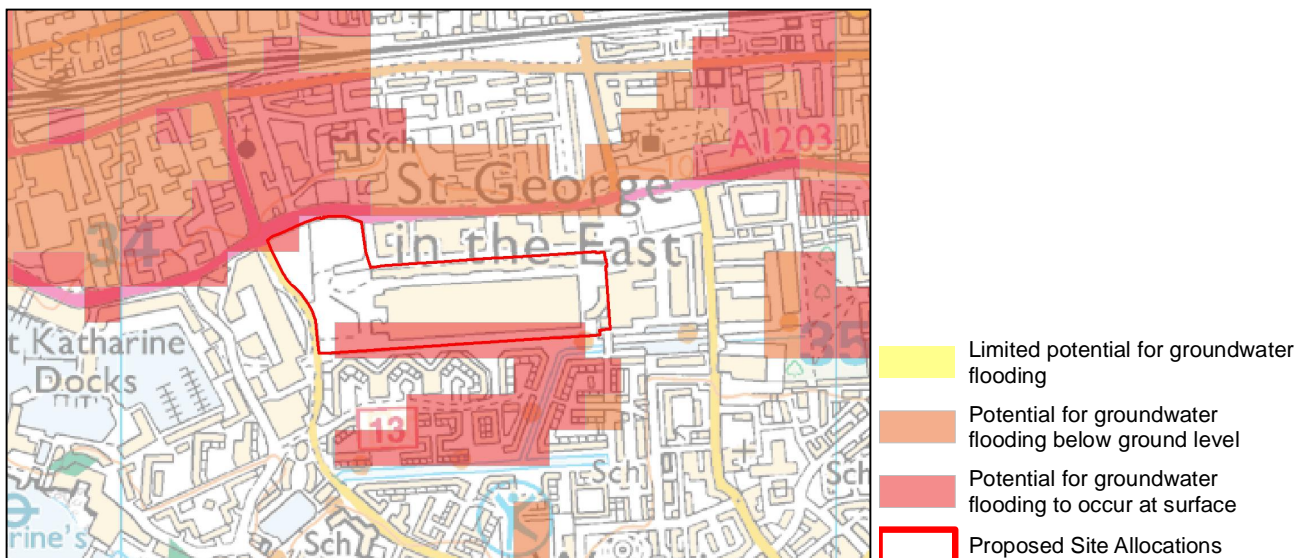 Sch
Sch
A1203
St George
in the East
34
t Katharine
Docks
35
13
Sch
Sch
rine's
Sch
Limited potential for groundwater
flooding
Potential for groundwater
flooding below ground level
Potential for groundwater
flooding to occur at surface
Proposed Site Allocations